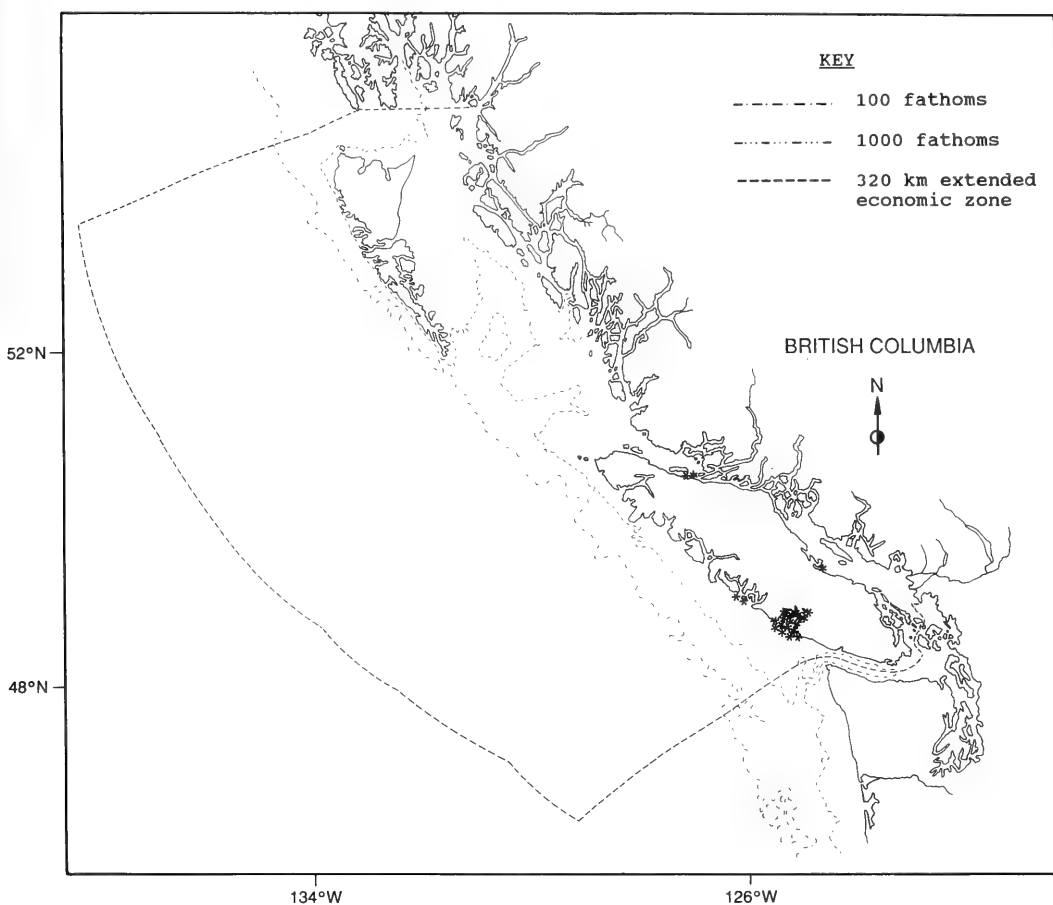 KEY
100 fathoms
1000 fathoms
320 km extended
economic zone
52°N
BRITISH COLUMBIA
N
48°N
134°W
126°W